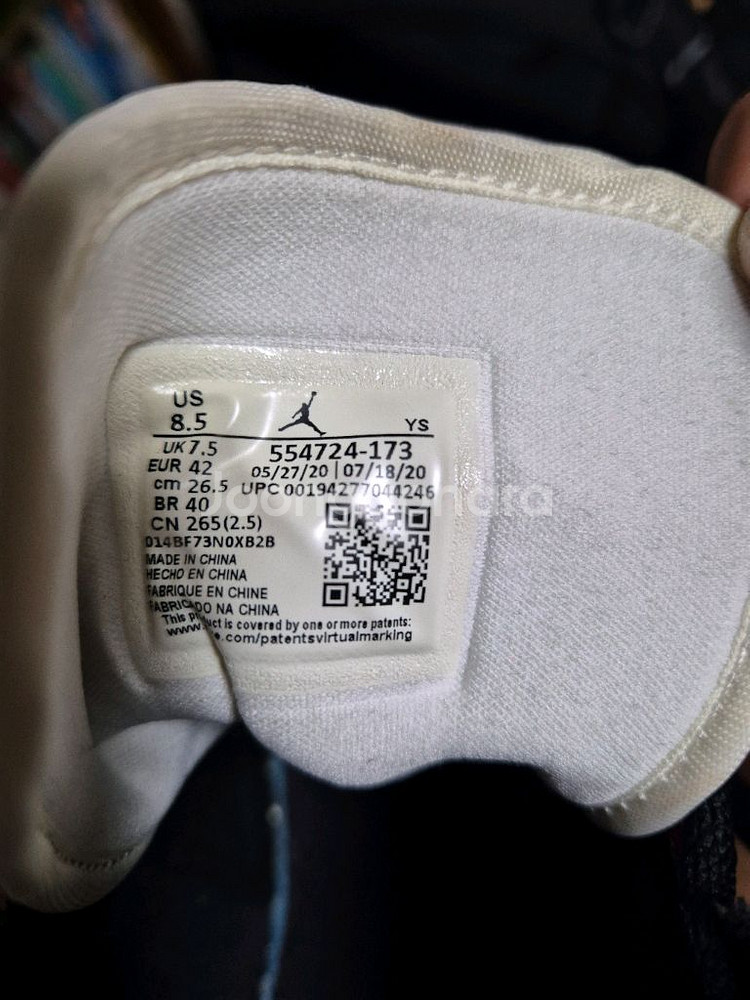 US
8.5
YS
UK 7.5
554724-173
EUR 42
05/27/20 | 07/18/20
cm 26.5
UPC 00194277044246
BR 40
CN 265(2.5)
014BF73N0XB2B
MADE IN CHINA
HECHO EN CHINA
FABRIQUE EN CHINE
FABRICADO NA CHINA
This product is covered by one or more patents:
www. .com/patentsvirtualmarking